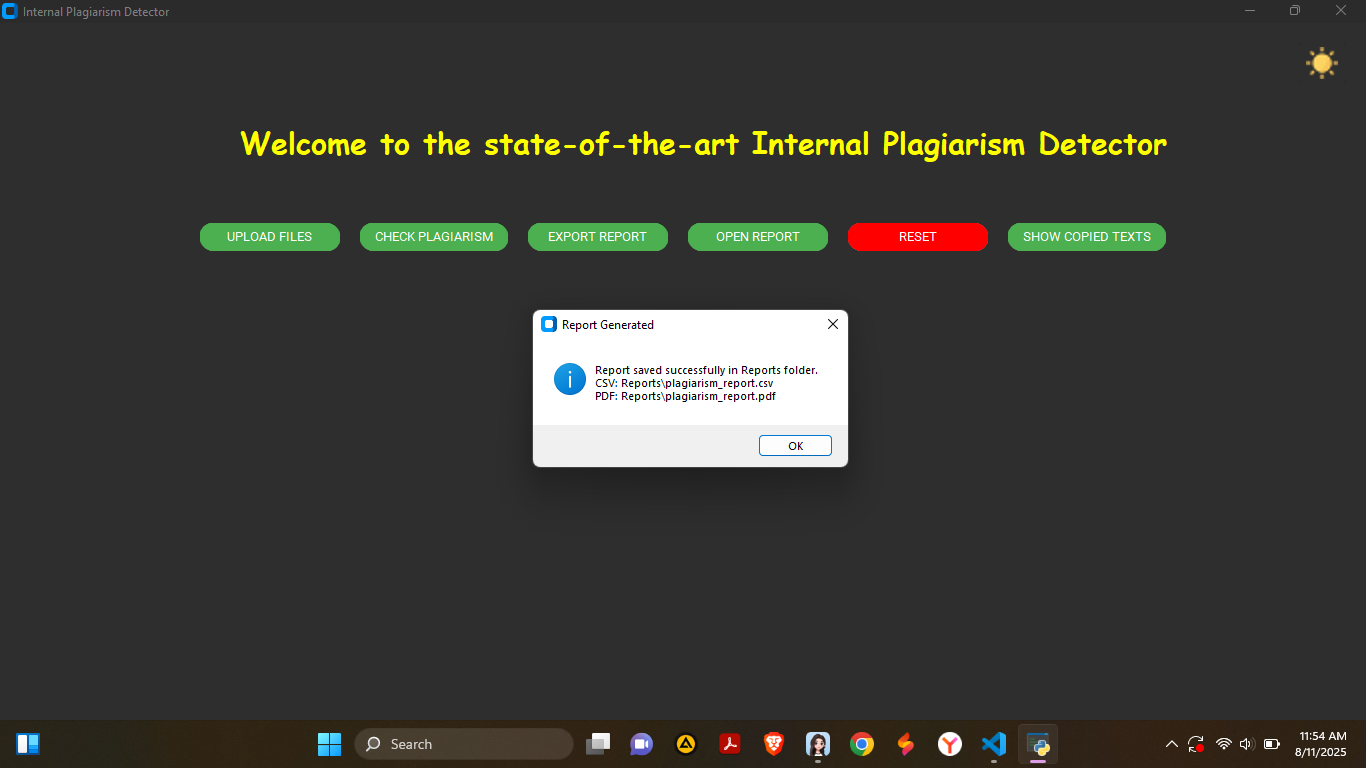 Internal Plagiarism Detector
Welcome to the state-of-the-art Internal Plagiarism Detector
UPLOAD FILES
CHECK PLAGIARISM
EXPORT REPORT
OPEN REPORT
RESET
SHOW COPIED TEXTS
Report Generated
Report saved successfully in Reports folder.
CSV: Reports\plagiarism_report.csv
PDF: Reports\plagiarism_report.pdf
OK
Search
11:54 AM
8/11/2025